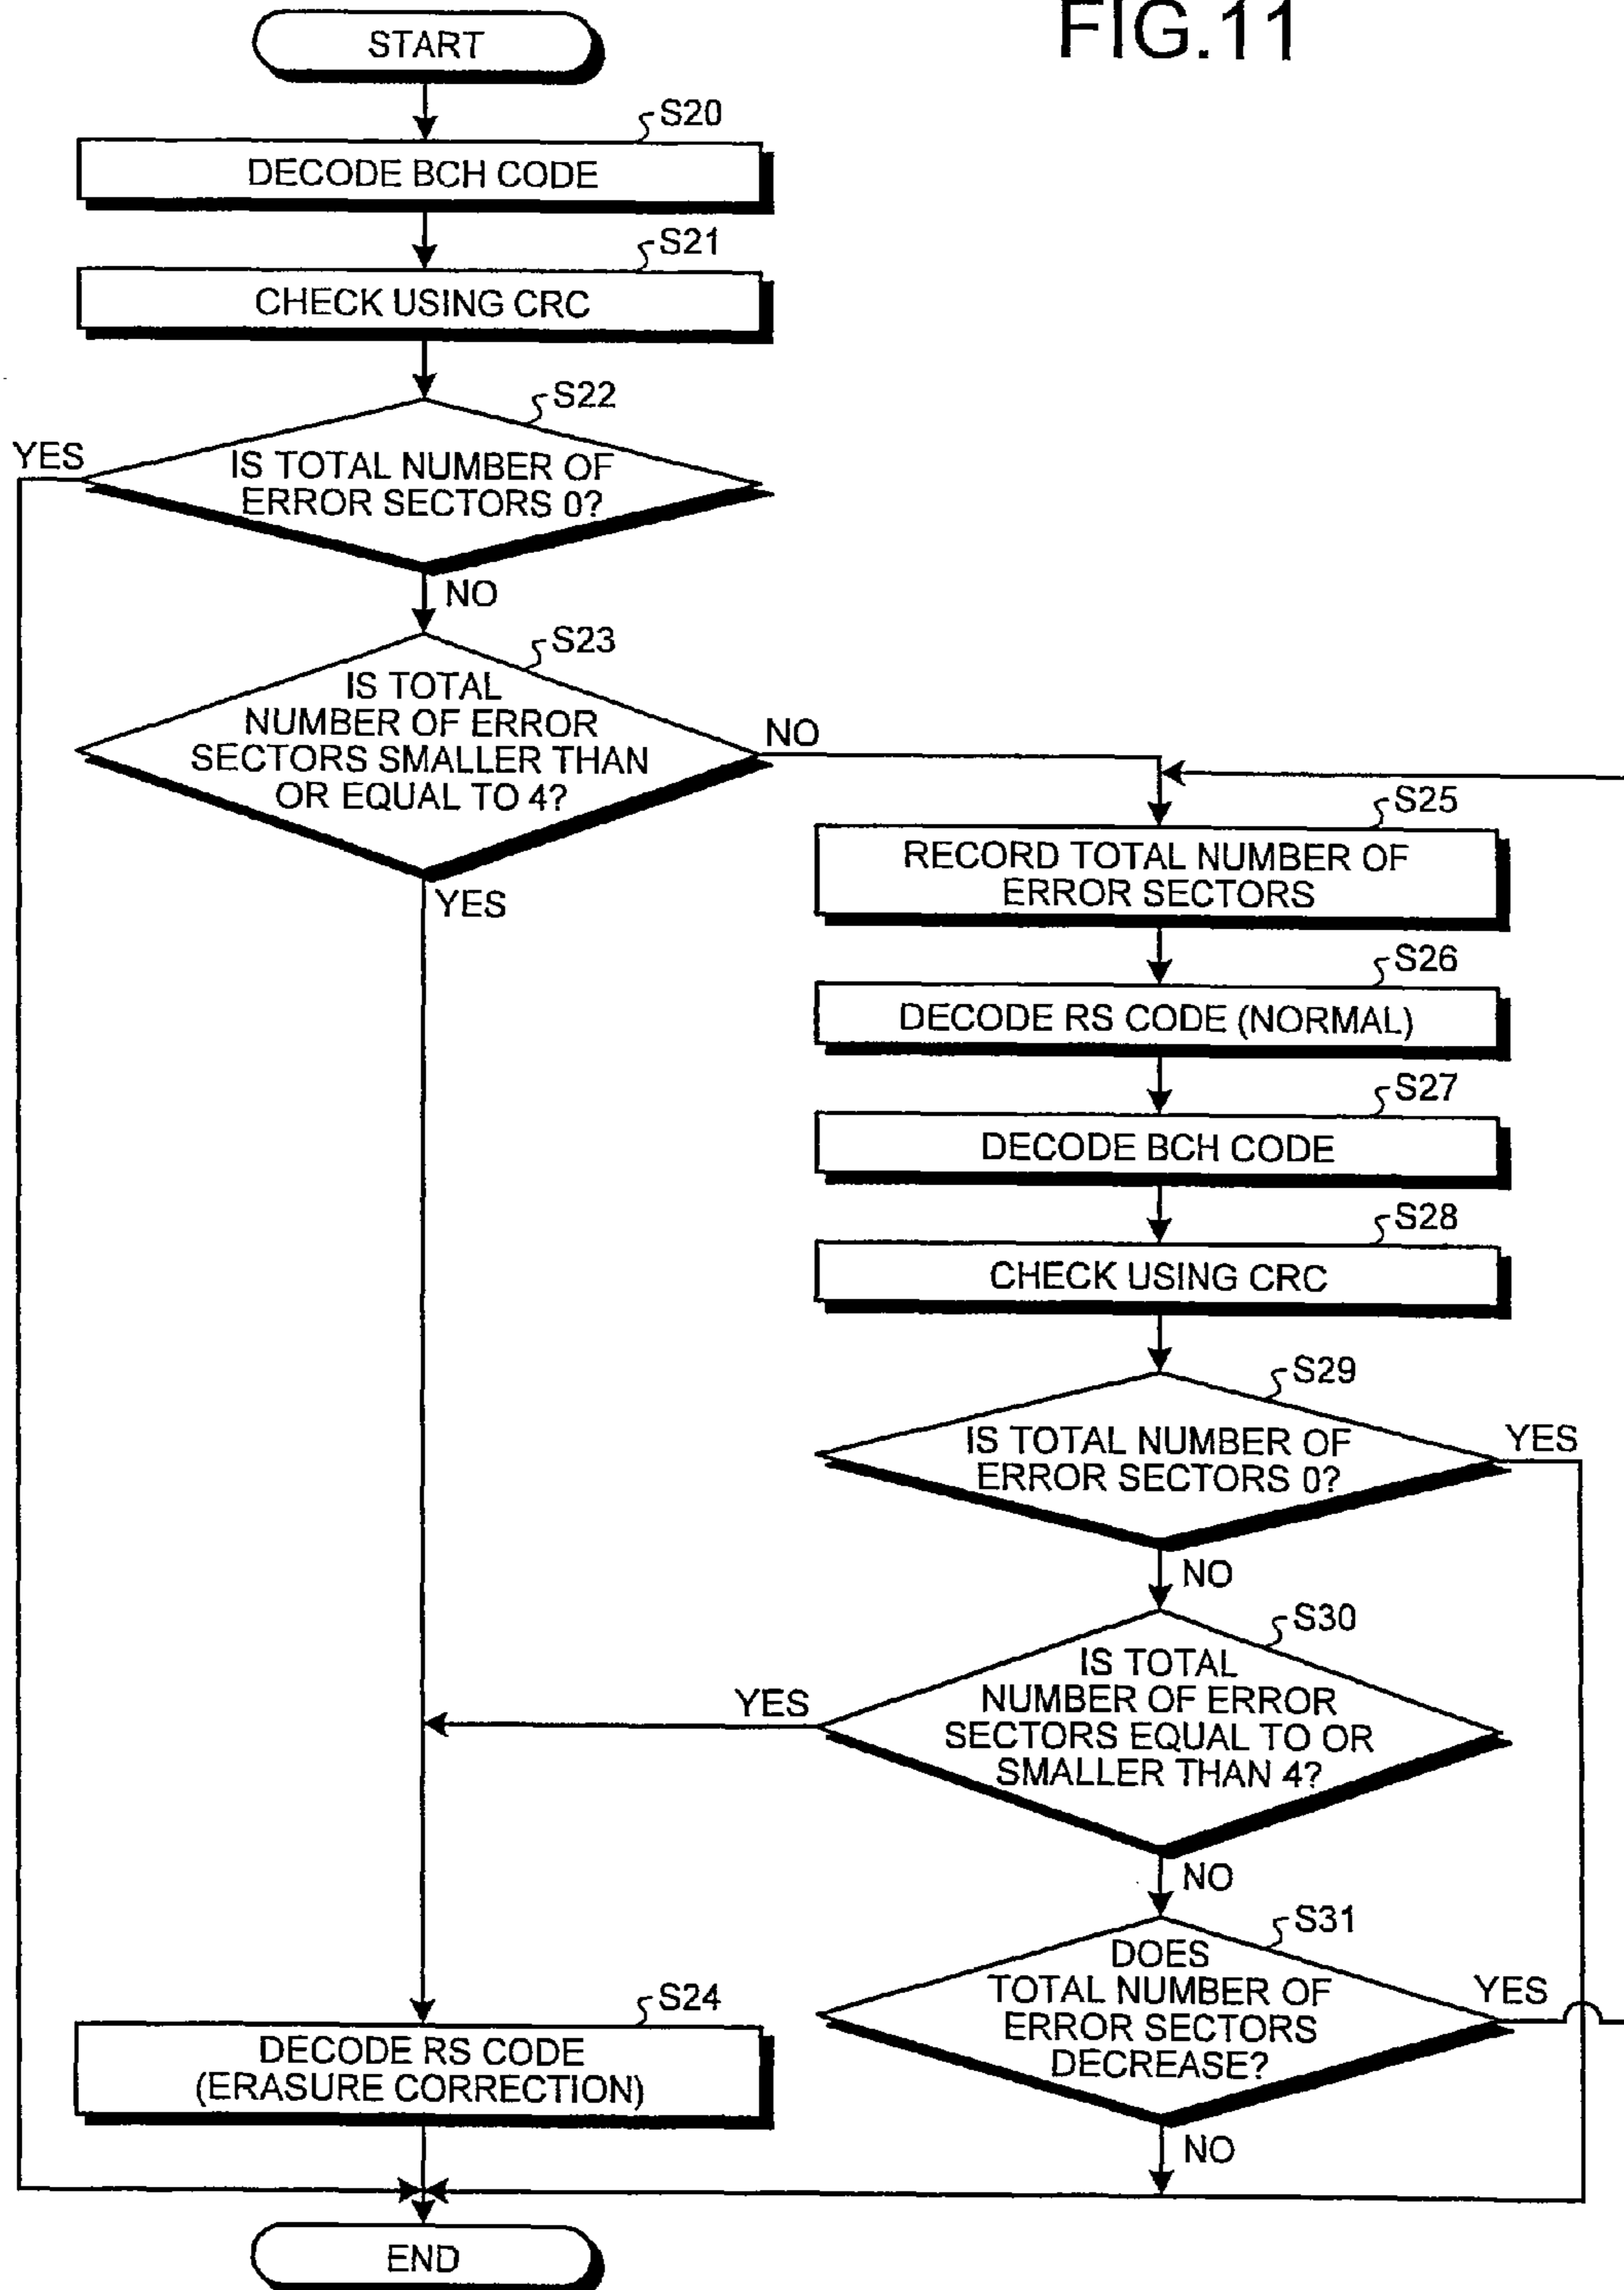 FIG.11
START
S20
DECODE BCH CODE
S21
CHECK USING CRC
S22
YES
IS TOTAL NUMBER OF
ERROR SECTORS 0?
NO
S23
IS TOTAL
NUMBER OF ERROR
SECTORS SMALLER THAN
OR EQUAL TO 4?
NO
YES
S25
RECORD TOTAL NUMBER OF
ERROR SECTORS
S26
DECODE RS CODE (NORMAL)
S27
DECODE BCH CODE
S28
CHECK USING CRC
S29
IS TOTAL NUMBER OF
ERROR SECTORS 0?
YES
NO
S30
IS TOTAL
NUMBER OF ERROR
SECTORS EQUAL TO OR
SMALLER THAN 4?
YES
NO
S31
DOES
TOTAL NUMBER OF
ERROR SECTORS
DECREASE?
YES
NO
S24
DECODE RS CODE
(ERASURE CORRECTION)
END